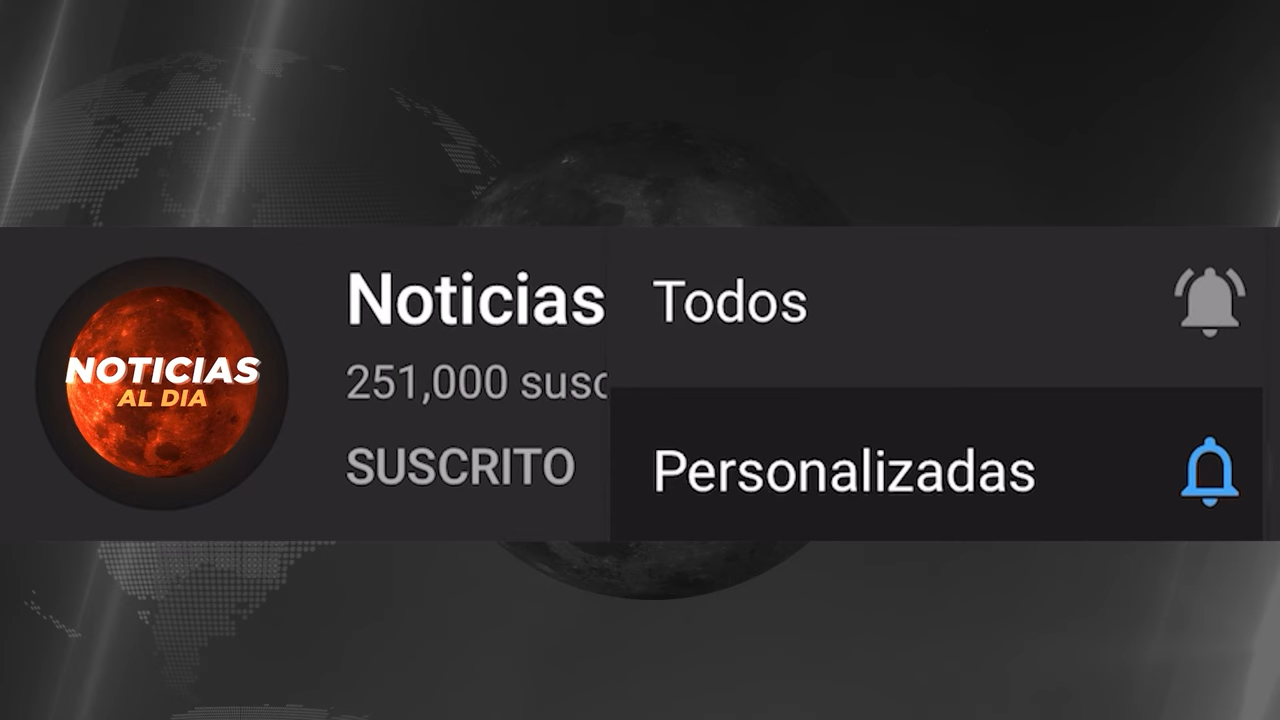 NOTICIAS
AL DIA
Noticias
251,000 susc
SUSCRITO
Todos
Personalizadas